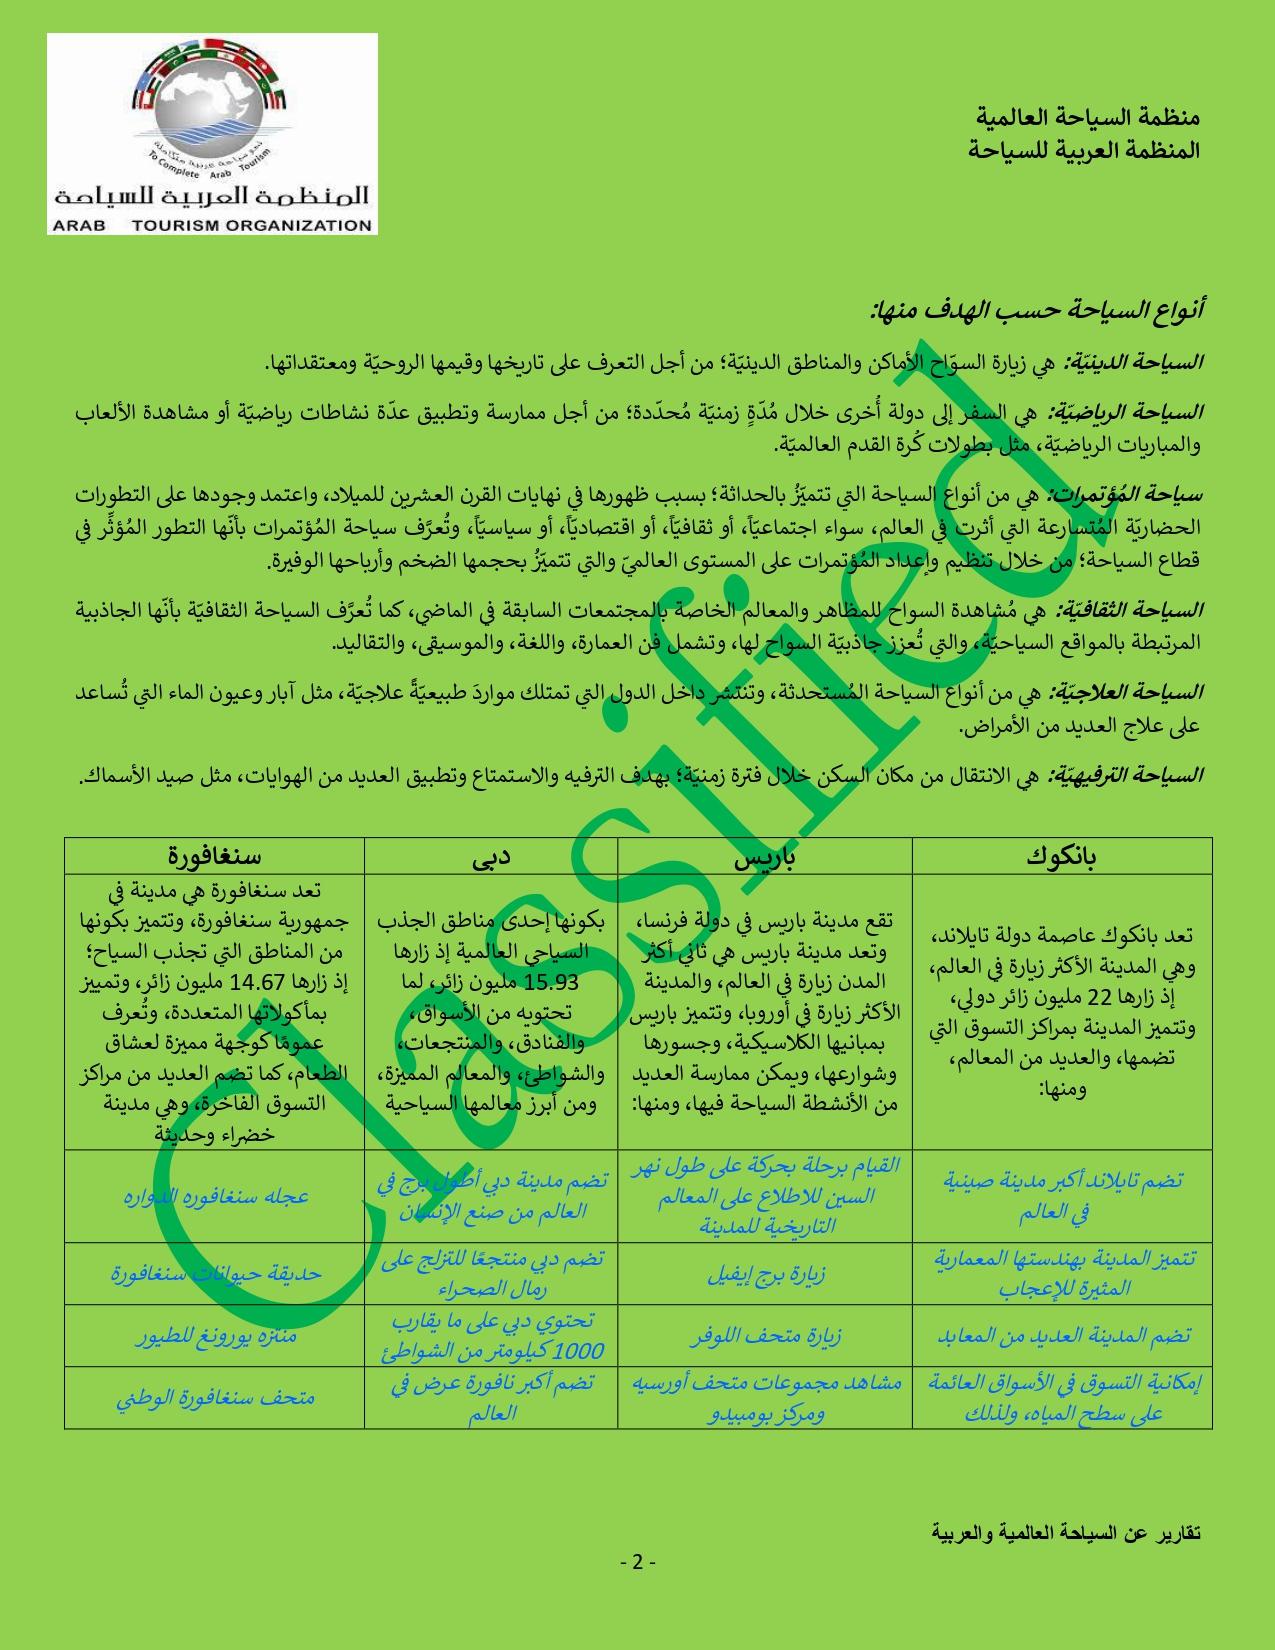 منظمة السياحة العالمية
المنظمة العربية للسياحة
نحو سياحة عربية متكاملة
To Complete Arab Tourism
المنظمة العربية للسياحة
ARAB TOURISM ORGANIZATION
أنواع السياحة حسب الهدف منها:
السياحة الدينيّة: هي زيارة السوّاح الأماكن والمناطق الدينيّة؛ من أجل التعرف على تاريخها وقيمها الروحيّة ومعتقداتها.
السياحة الرياضيّة: هي السفر إلى دولة أُخرى خلال مُدّةٍ زمنيّة مُحدّدة؛ من أجل ممارسة وتطبيق عدّة نشاطات رياضيّة أو مشاهدة الألعاب
والمباريات الرياضيّة، مثل بطولات كُرة القدم العالميّة.
سياحة المُؤتمرات: هي من أنواع السياحة التي تتميّزُ بالحداثة؛ بسبب ظهورها في نهايات القرن العشرين للميلاد، واعتمد وجودها على التطورات
الحضاريّة المُتسارعة التي أثرت في العالم، سواء اجتماعيّاً، أو ثقافيّاً، أو اقتصاديّاً، أو سياسيّاً، وتُعرَّف سياحة المُؤتمرات بأنّها التطور المُؤثِّر في
قطاع السياحة؛ من خلال تنظيم وإعداد المُؤتمرات على المستوى العالميّ والتي تتميّزُ بحجمها الضخم وأرباحها الوفيرة.
السياحة الثقافيّة: هي مُشاهدة السواح للمظاهر والمعالم الخاصة بالمجتمعات السابقة في الماضي، كما تُعرَّف السياحة الثقافيّة بأنّها الجاذبية
المرتبطة بالمواقع السياحيّة، والتي تُعزز جاذبيّة السواح لها، وتشمل فن العمارة، واللغة، والموسيقى، والتقاليد.
السياحة العلاجيّة: هي من أنواع السياحة المُستحدثة، وتنتشر داخل الدول التي تمتلك مواردَ طبيعيّةً علاجيّة، مثل آبار وعيون الماء التي تُساعد
على علاج العديد من الأمراض.
السياحة الترفيهيّة: هي الانتقال من مكان السكن خلال فترة زمنيّة؛ بهدف الترفيه والاستمتاع وتطبيق العديد من الهوايات، مثل صيد الأسماك.
بانكوك
باريس
دبى
سنغافورة
تعد بانكوك عاصمة دولة تايلاند،
وهي المدينة الأكثر زيارة في العالم،
إذ زارها 22 مليون زائر دولي،
وتتميز المدينة بمراكز التسوق التي
تضمها، والعديد من المعالم،
ومنها:
تقع مدينة باريس في دولة فرنسا،
وتعد مدينة باريس هي ثاني أكثر
المدن زيارة في العالم، والمدينة
الأكثر زيارة في أوروبا، وتتميز باريس
بمبانيها الكلاسيكية، وجسورها
وشوارعها، ويمكن ممارسة العديد
من الأنشطة السياحة فيها، ومنها:
بكونها إحدى مناطق الجذب
السياحي العالمية إذ زارها
15.93 مليون زائر، لما
تحتويه من الأسواق،
والفنادق، والمنتجعات،
والشواطئ، والمعالم المميزة،
ومن أبرز معالمها السياحية
تعد سنغافورة هي مدينة في
جمهورية سنغافورة، وتتميز بكونها
من المناطق التي تجذب السياح؛
إذ زارها 14.67 مليون زائر، وتمييز
بمأكولاتها المتعددة، وتُعرف
عمومًا كوجهة مميزة لعشاق
الطعام، كما تضم العديد من مراكز
التسوق الفاخرة، وهي مدينة
خضراء وحديثة
تضم تايلاند أكبر مدينة صينية
في العالم
القيام برحلة بحركة على طول نهر
السين للاطلاع على المعالم
التاريخية للمدينة
تضم مدينة دبي أطول برج في
العالم من صنع الإنسان
عجله سنغافوره الدواره
تتميز المدينة بهندستها المعمارية
المثيرة للإعجاب
زيارة برج إيفيل
تضم دبي منتجعًا للتزلج على
رمال الصحراء
حديقة حيوانات سنغافورة
تضم المدينة العديد من المعابد
زيارة متحف اللوفر
تحتوي دبي على ما يقارب
1000 كيلومتر من الشواطئ
منتزه يورونغ للطيور
إمكانية التسوق في الأسواق العائمة
على سطح المياه، ولذلك
مشاهد مجموعات متحف أورسيه
ومركز بومبيدو
تضم أكبر نافورة عرض في
العالم
متحف سنغافورة الوطني
Classified
تقارير عن السياحة العالمية والعربية
- 2 -